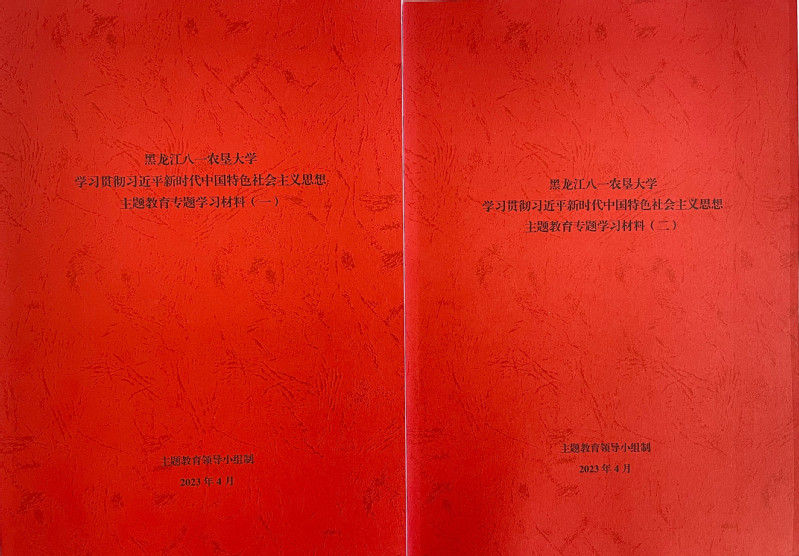 黑龙江八一农垦大学
学习贯彻习近平新时代中国特色社会主义思想
主题教育专题学习材料（一）
主题教育领导小组制
2023 年 4 月
黑龙江八一农垦大学
学习贯彻习近平新时代中国特色社会主义思想
主题教育专题学习材料（二）
主题教育领导小组制
2023 年 4 月